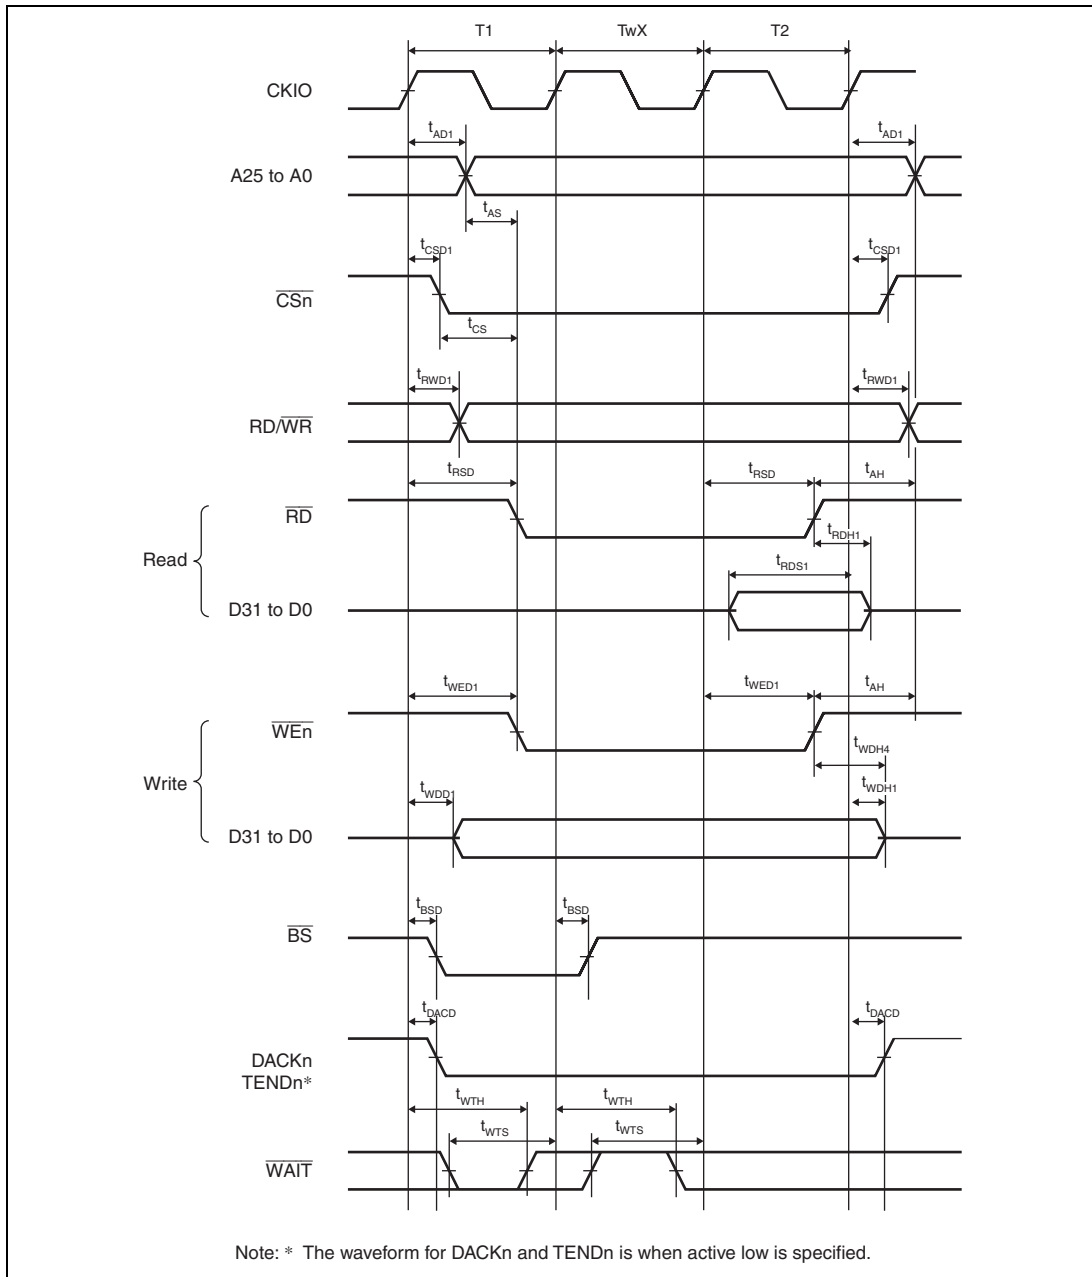 T1 TwX T2
CKIO
tAD1 tAD1
A25 to A0
tAS
tCSD1 tCSD1
CSn
tCS
tRWD1 tRWD1
RD/WR
tRSD tRSD tAH
RD
tRDH1
Read
tRDS1
D31 to D0
tWED1 tWED1 tAH
WEn
tWDH4
Write
tWDD1 tWDH1
D31 to D0
tBSD tBSD
BS
tDACD tDACD
DACKn
TENDn*
tWTH tWTH
tWTS tWTS
WAIT
Note: * The waveform for DACKn and TENDn is when active low is specified.